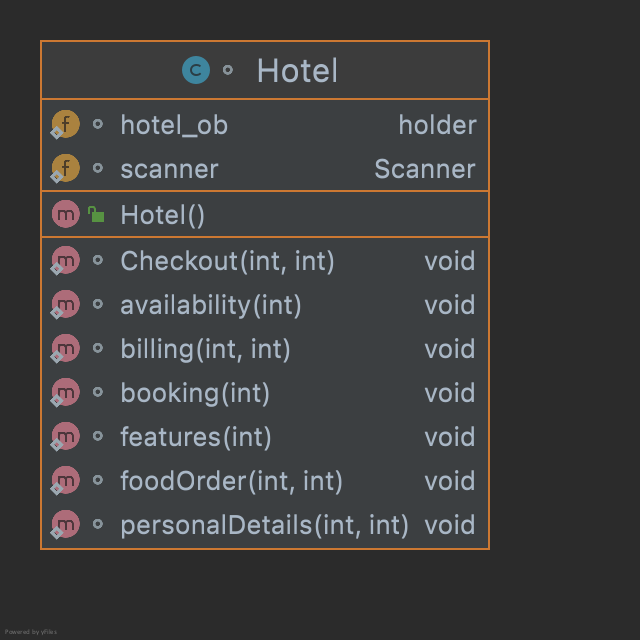 Hotel
hotel_ob holder
scanner Scanner
Hotel()
Checkout(int, int) void
availability(int) void
billing(int, int) void
booking(int) void
features(int) void
foodOrder(int, int) void
personalDetails(int, int) void
Powered by yFiles